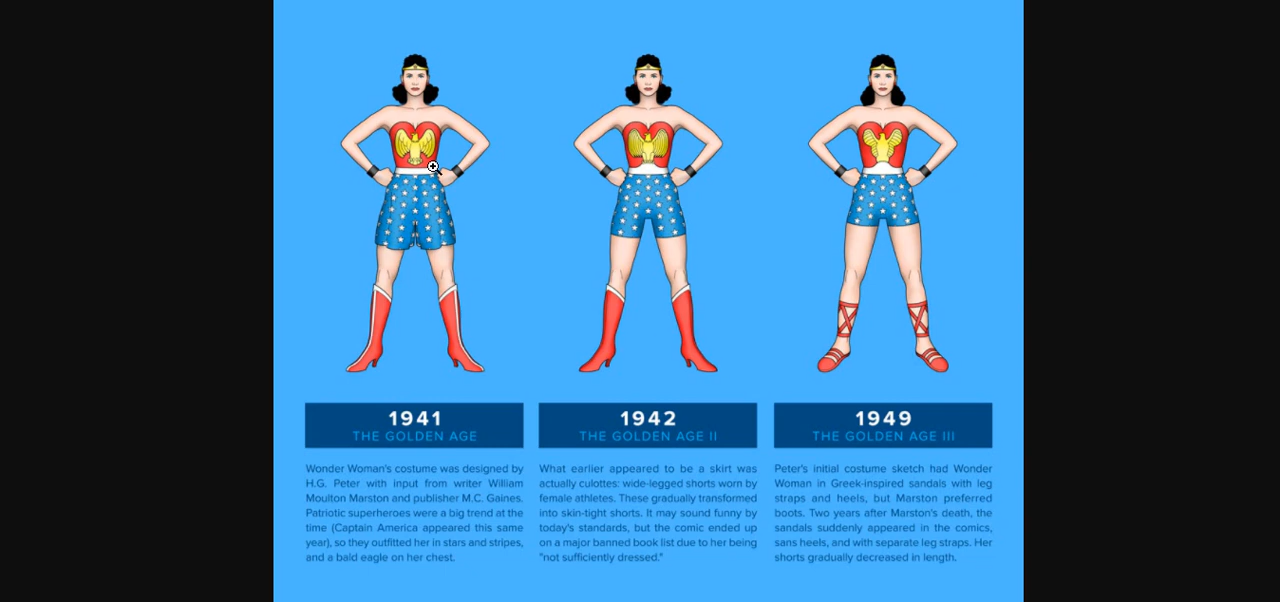 1941
THE GOLDEN AGE
Wonder Woman's costume was designed by
H.G. Peter with input from writer William
Moulton Marston and publisher M.C. Gaines.
Patriotic superheroes were a big trend at the
time (Captain America appeared this same
year), so they outfitted her in stars and stripes,
and a bald eagle on her chest.
1942
THE GOLDEN AGE II
What earlier appeared to be a skirt was
actually culottes: wide-legged shorts worn by
female athletes. These gradually transformed
into skin-tight shorts. It may sound funny by
today's standards, but the comic ended up
on a major banned book list due to her being
"not sufficiently dressed."
1949
THE GOLDEN AGE III
Peter's initial costume sketch had Wonder
Woman in Greek-inspired sandals with leg
straps and heels, but Marston preferred
boots. Two years after Marston's death, the
sandals suddenly appeared in the comics,
sans heels, and with separate leg straps. Her
shorts gradually decreased in length.